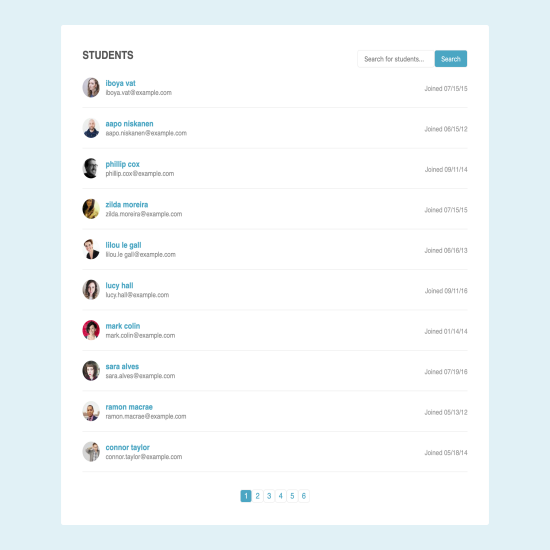 STUDENTS
Search for students...
Search
iboya vat
iboya.vat@example.com
Joined 07/15/15
aapo niskanen
aapo.niskanen@example.com
Joined 06/15/12
phillip cox
phillip.cox@example.com
Joined 09/11/14
zilda moreira
zilda.moreira@example.com
Joined 07/15/15
lilou le gall
lilou.le gall@example.com
Joined 06/16/13
lucy hall
lucy.hall@example.com
Joined 09/11/16
mark colin
mark.colin@example.com
Joined 01/14/14
sara alves
sara.alves@example.com
Joined 07/19/16
ramon macrae
ramon.macrae@example.com
Joined 05/13/12
connor taylor
connor.taylor@example.com
Joined 05/18/14
1 2 3 4 5 6